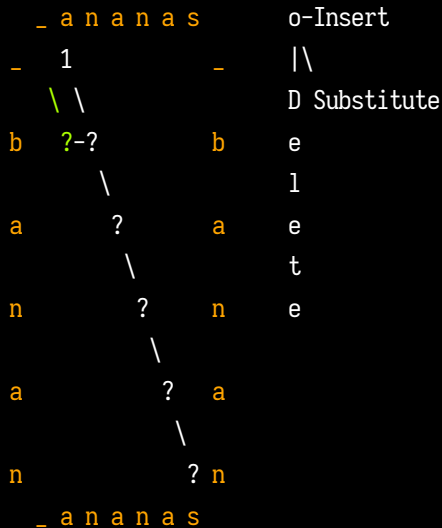 _ a n a n a s o-Insert
_ 1 _ |\
\ \ D Substitute
b ?-? b e
\ l
a ? a e
\ t
n ? n e
\
a ? a
\
n ? n
_ a n a n a s